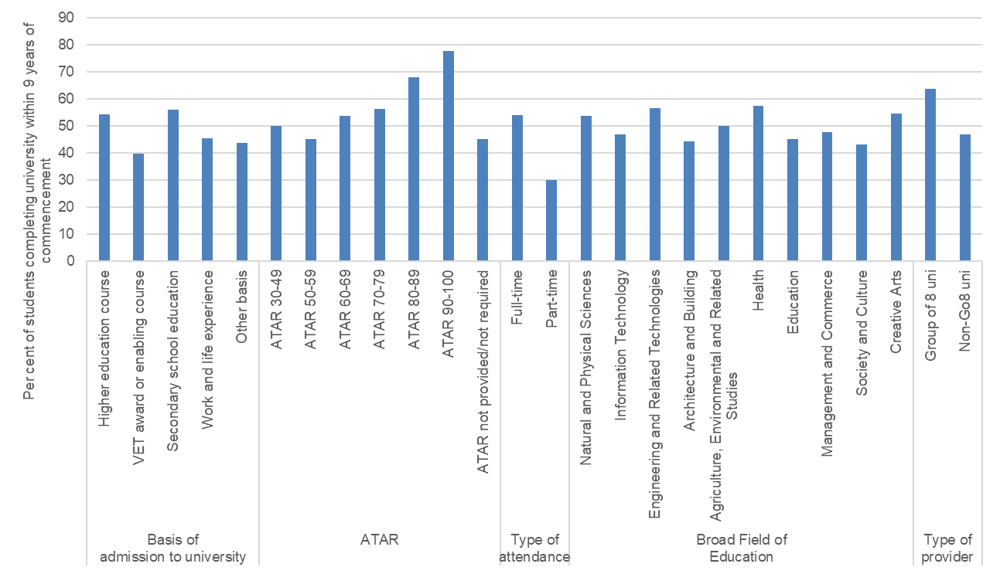 Per cent of students completing university within 9 years of
commencement
90
80
70
60
50
40
30
20
10
0
Higher education course
VET award or enabling course
Secondary school education
Work and life experience
Other basis
ATAR 30-49
ATAR 50-59
ATAR 60-69
ATAR 70-79
ATAR 80-89
ATAR 90-100
ATAR not provided/not required
Full-time
Part-time
Natural and Physical Sciences
Information Technology
Engineering and Related Technologies
Architecture and Building
Agriculture, Environmental and Related
Studies
Health
Education
Management and Commerce
Society and Culture
Creative Arts
Group of 8 uni
Non-Go8 uni
Basis of
admission to university
ATAR
Type of
attendance
Broad Field of
Education
Type of
provider